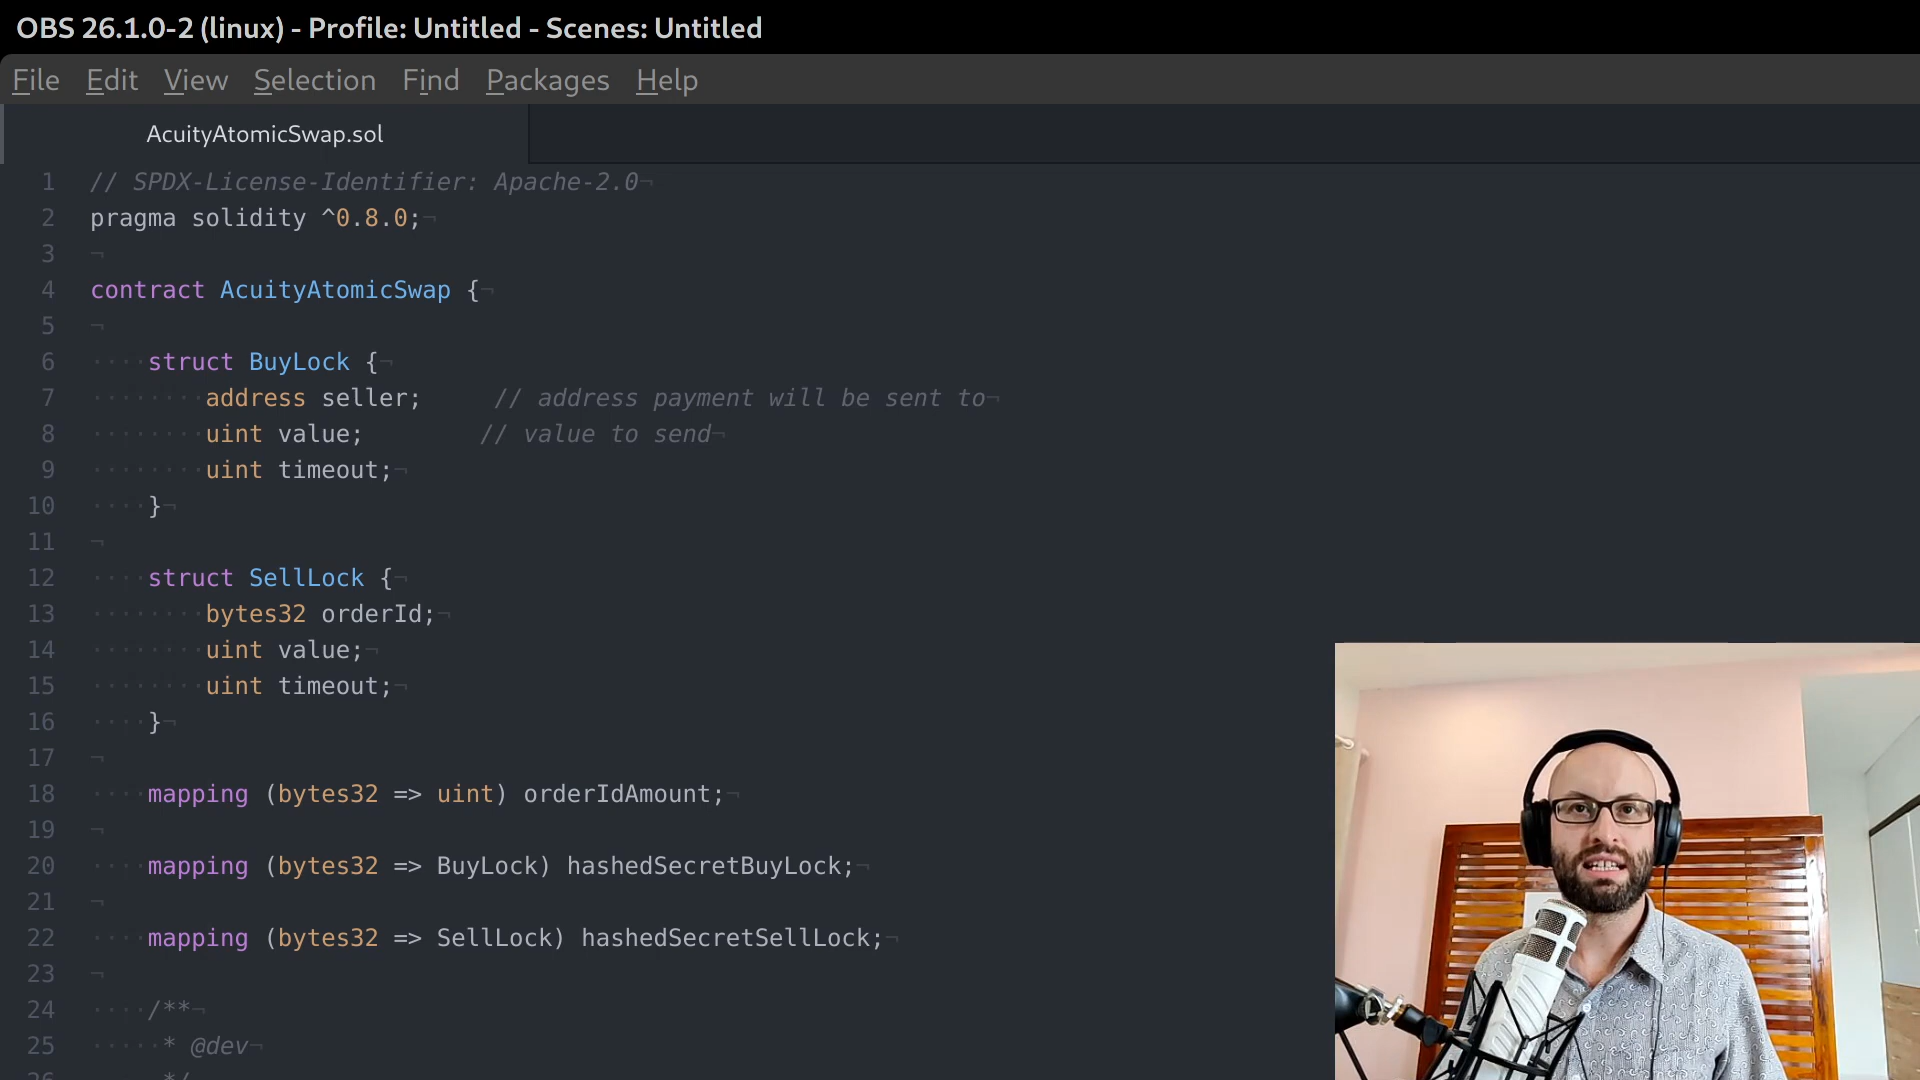 OBS 26.1.0-2 (linux) - Profile: Untitled - Scenes: Untitled
File Edit View Selection Find Packages Help
AcuityAtomicSwap.sol
1 // SPDX-License-Identifier: Apache-2.0
2 pragma solidity ^0.8.0;
3
4 contract AcuityAtomicSwap {
5
6 struct BuyLock {
7 address seller; // address payment will be sent to
8 uint value; // value to send
9 uint timeout;
10 }
11
12 struct SellLock {
13 bytes32 orderId;
14 uint value;
15 uint timeout;
16 }
17
18 mapping (bytes32 => uint) orderIdAmount;
19
20 mapping (bytes32 => BuyLock) hashedSecretBuyLock;
21
22 mapping (bytes32 => SellLock) hashedSecretSellLock;
23
24 /**
25 * @dev
26 */